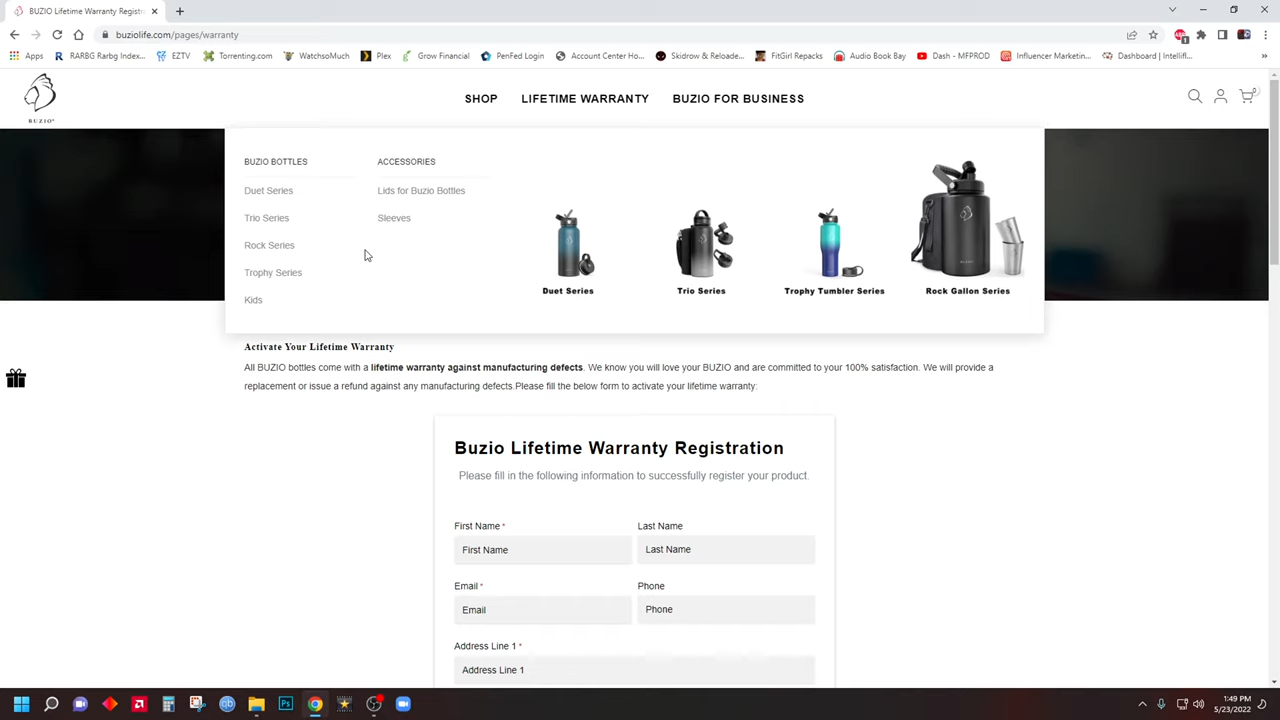 BUZIO Lifetime Warranty Registr
buziolife.com/pages/warranty
Apps
RARBG Rarbg Index...
EZTV
Torrenting.com
WatchsoMuch
Plex
Grow Financial
PenFed Login
Account Center Ho...
Skidrow & Reloade...
FitGirl Repacks
Audio Book Bay
Dash - MFPROD
Influencer Marketin...
Dashboard | Intellifi...
BUZIO
SHOP
LIFETIME WARRANTY
BUZIO FOR BUSINESS
0
BUZIO BOTTLES
Duet Series
Trio Series
Rock Series
Trophy Series
Kids
ACCESSORIES
Lids for Buzio Bottles
Sleeves
Duet Series
Trio Series
Trophy Tumbler Series
Rock Gallon Series
Activate Your Lifetime Warranty
All BUZIO bottles come with a lifetime warranty against manufacturing defects. We know you will love your BUZIO and are committed to your 100% satisfaction. We will provide a
replacement or issue a refund against any manufacturing defects.Please fill the below form to activate your lifetime warranty:
Buzio Lifetime Warranty Registration
Please fill in the following information to successfully register your product.
First Name *
Last Name
First Name
Last Name
Email *
Phone
Email
Phone
Address Line 1 *
Address Line 1
1:49 PM
5/23/2022